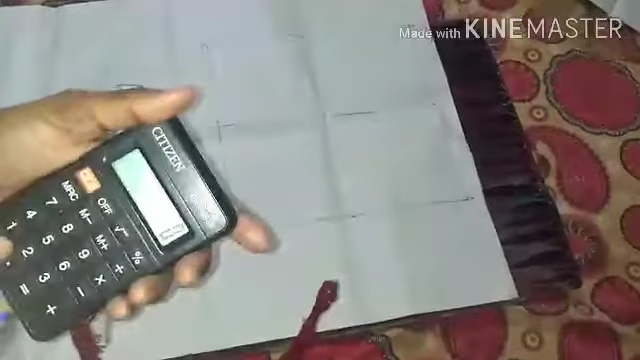 Made with KINEMASTER
CITIZEN
OFF
√
%
MRC
M-
M+
÷
7
8
9
×
4
5
6
-
1
2
3
+
.
=